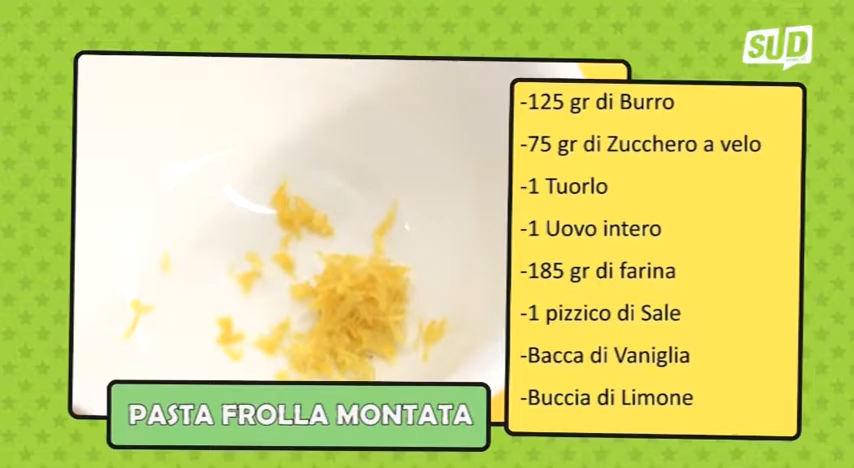 SUD
-125 gr di Burro
-75 gr di Zucchero a velo
-1 Tuorlo
-1 Uovo intero
-185 gr di farina
-1 pizzico di Sale
-Bacca di Vaniglia
-Buccia di Limone
PASTA FROLLA MONTATA